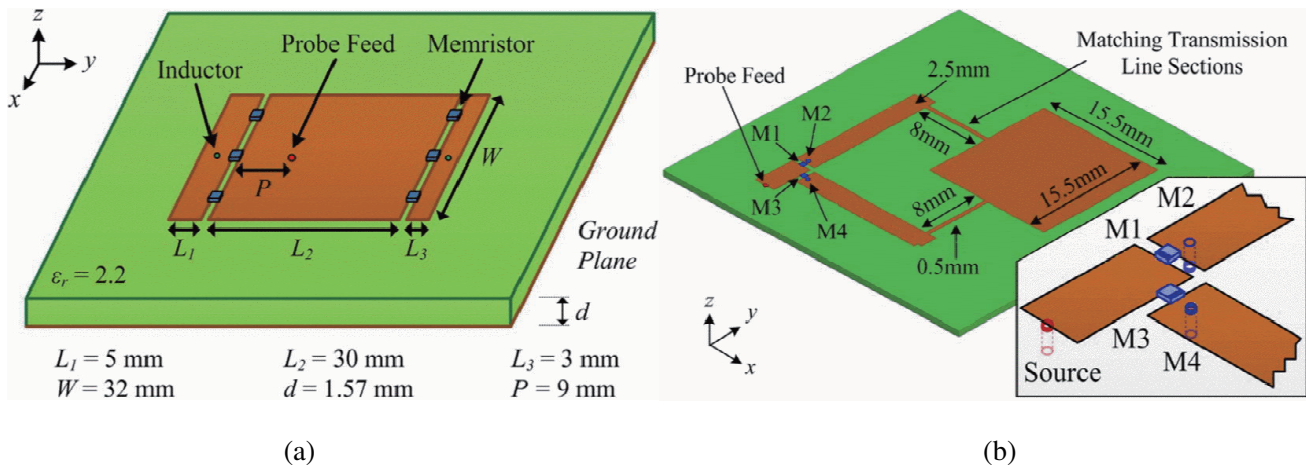 z
y
x
Inductor
Probe Feed
Memristor
P
W
L₁
L₂
L₃
εᵣ = 2.2
Ground
Plane
d
L₁ = 5 mm L₂ = 30 mm L₃ = 3 mm
W = 32 mm d = 1.57 mm P = 9 mm
(a)
Matching Transmission
Line Sections
Probe Feed
2.5mm
M1
M2
8mm
15.5mm
15.5mm
M3
M4
8mm
0.5mm
z
y
x
M2
M1
M3
M4
Source
(b)